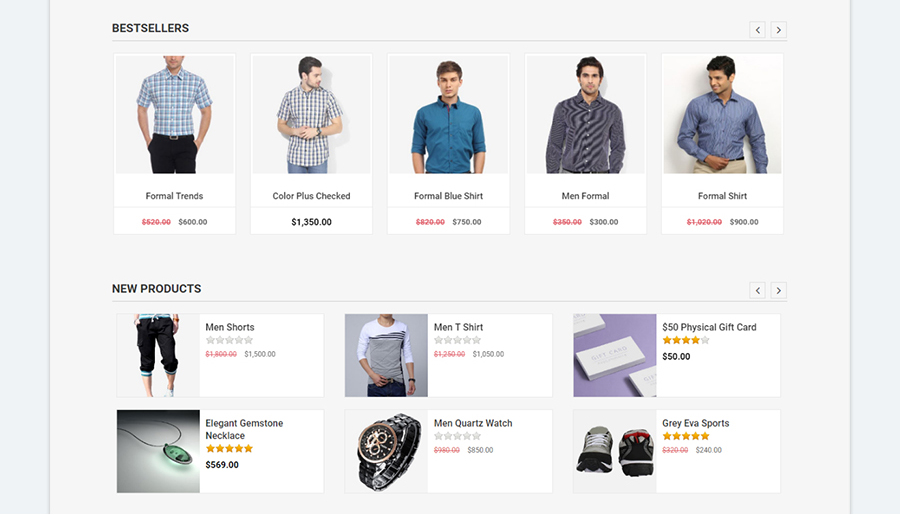 BESTSELLERS
Formal Trends
$520.00 $600.00
Color Plus Checked
$1,350.00
Formal Blue Shirt
$820.00 $750.00
Men Formal
$350.00 $300.00
Formal Shirt
$1,020.00 $900.00
NEW PRODUCTS
Men Shorts
$1,800.00 $1,500.00
Men T Shirt
$1,250.00 $1,050.00
GIFT CARD
$50 Physical Gift Card
$50.00
Elegant Gemstone
Necklace
$569.00
Men Quartz Watch
$980.00 $850.00
Grey Eva Sports
$320.00 $240.00